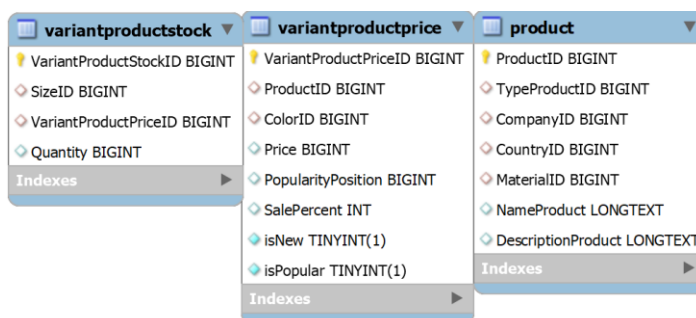 variantproductstock
VariantProductStockID BIGINT
SizeID BIGINT
VariantProductPriceID BIGINT
Quantity BIGINT
Indexes
variantproductprice
VariantProductPriceID BIGINT
ProductID BIGINT
ColorID BIGINT
Price BIGINT
PopularityPosition BIGINT
SalePercent INT
isNew TINYINT(1)
isPopular TINYINT(1)
Indexes
product
ProductID BIGINT
TypeProductID BIGINT
CompanyID BIGINT
CountryID BIGINT
MaterialID BIGINT
NameProduct LONGTEXT
DescriptionProduct LONGTEXT
Indexes